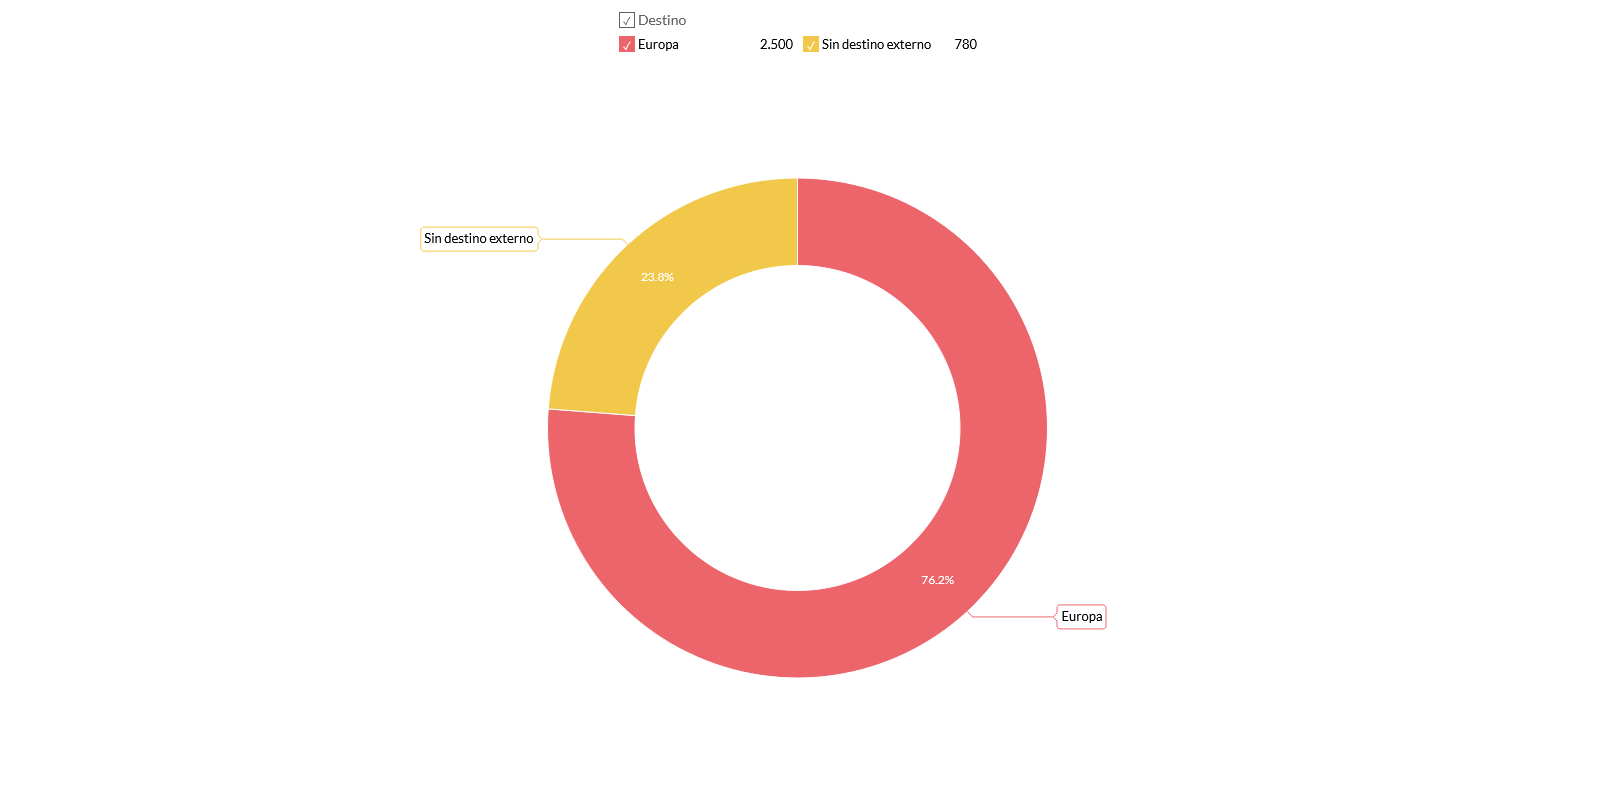 Destino
Europa 2.500 Sin destino externo 780
Sin destino externo
23.8%
76.2%
Europa